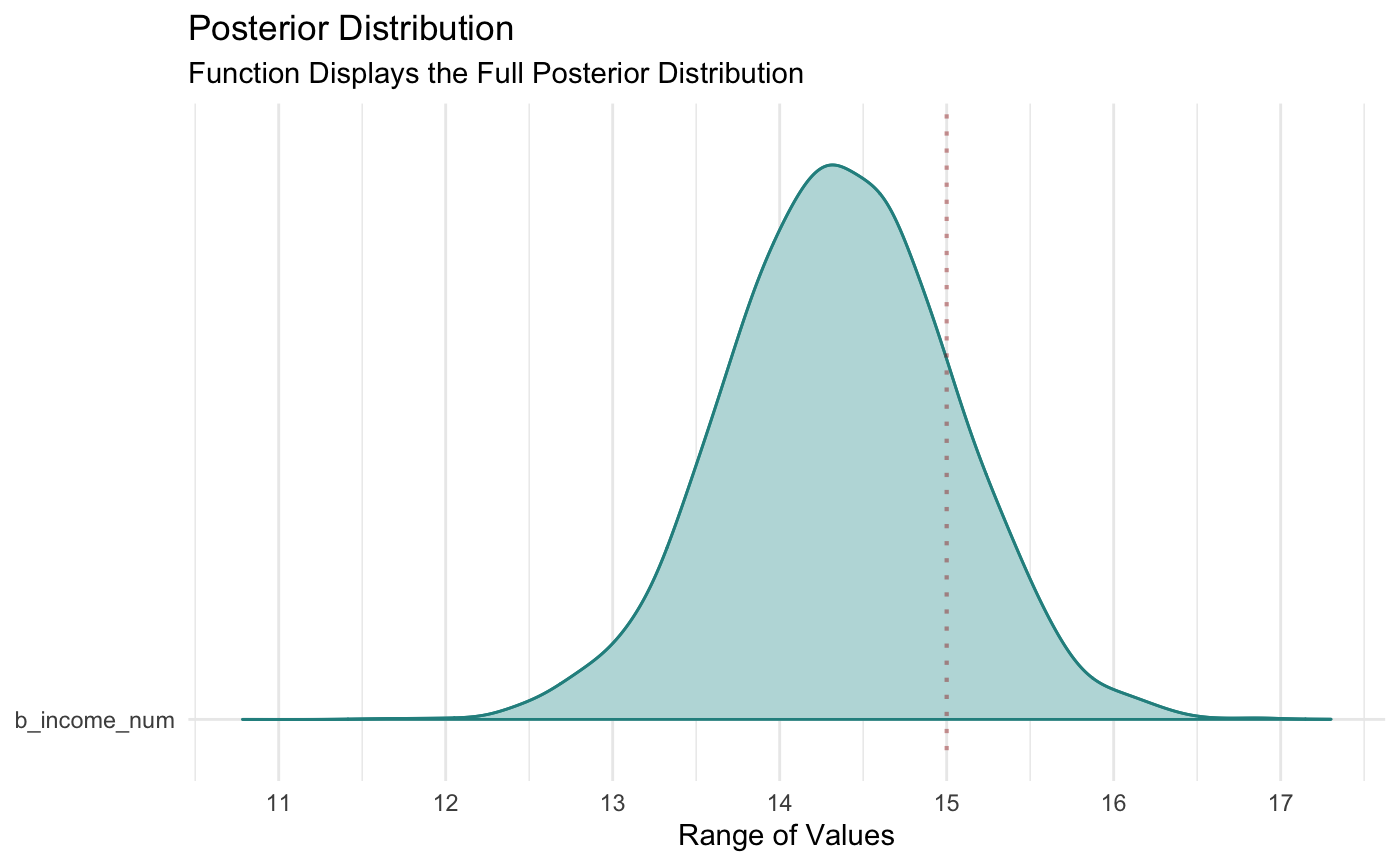 Posterior Distribution
Function Displays the Full Posterior Distribution
b_income_num
11 12 13 14 15 16 17
Range of Values